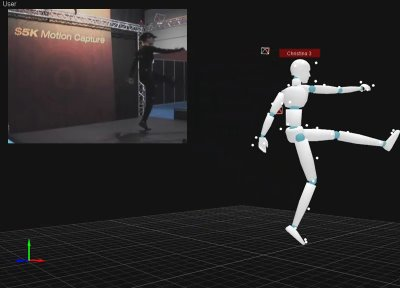 User
$5K Motion Capture
Christina 3